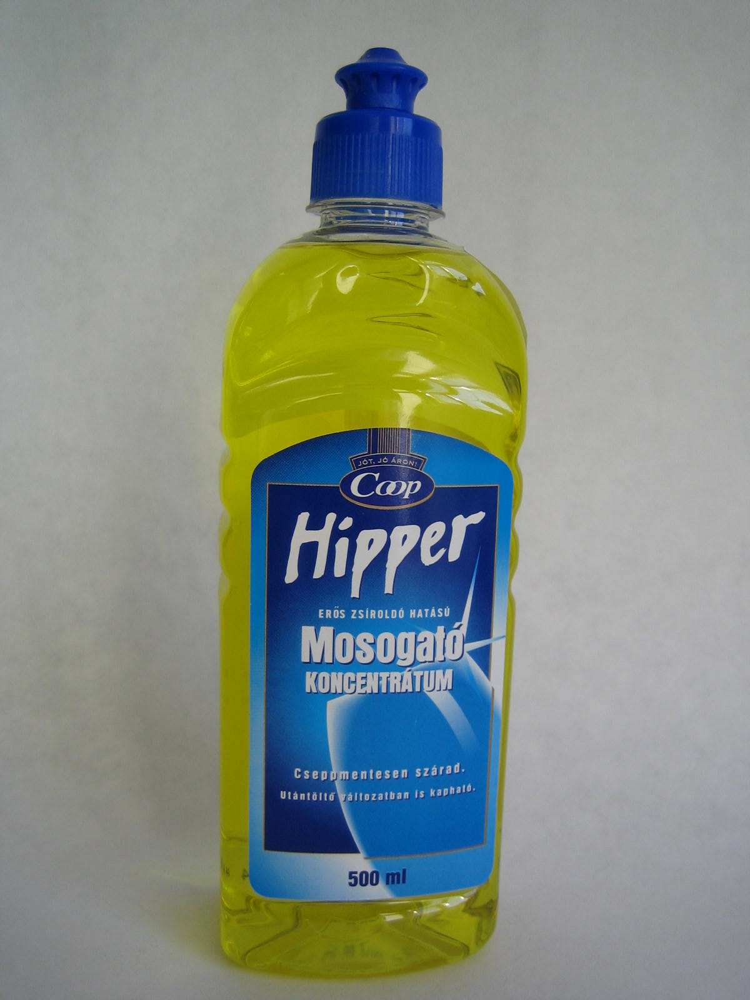 JÓT, JÓ ÁRON!
Coop
Hipper
ERŐS ZSÍROLDÓ HATÁSÚ
Mosogató
KONCENTRÁTUM
Cseppmentesen szárad.
Utántöltő változatban is kapható.
500 ml